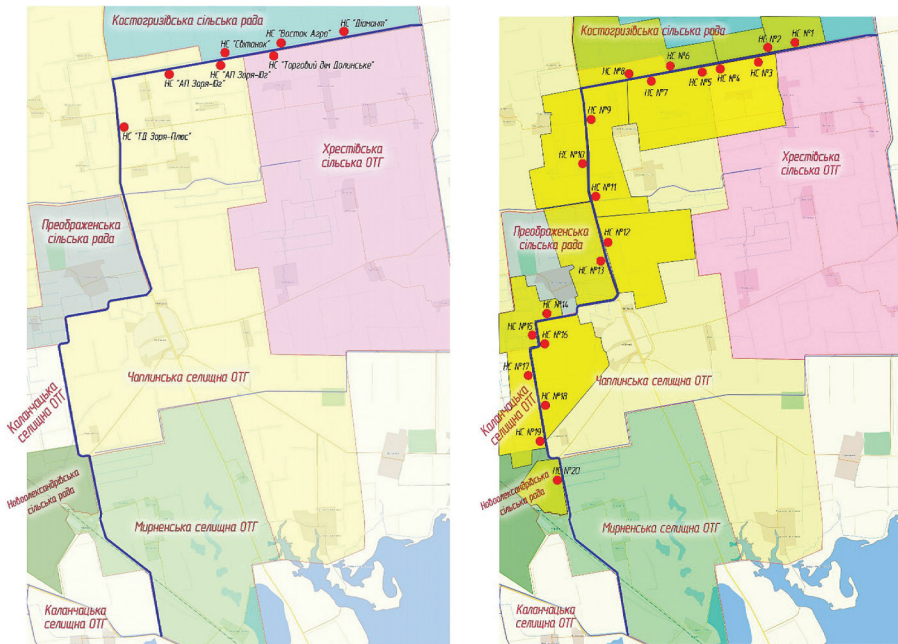 Костогризівська сільська рада
НС "Діамант"
НС "Восток Агро"
НС "Світанок"
НС "Торговий дім Долинське"
НС "АП Заря-Юг"
НС "АП Заря-Юг"
НС "ТД Заря-Плюс"
Хрестівська
сільська ОТГ
Преображенська
сільська рада
Чаплинська селищна ОТГ
Каланчацька
селищна ОТГ
Новоолександрівська
сільська рада
Мирненська селищна ОТГ
Каланчацька
селищна ОТГ
Костогризівська сільська рада
НС №1
НС №2
НС №3
НС №4
НС №5
НС №6
НС №7
НС №8
НС №9
НС №10
НС №11
Хрестівська
сільська ОТГ
Преображенська
сільська рада
НС №12
НС №13
НС №14
НС №15
НС №16
НС №17
Чаплинська селищна ОТГ
Каланчацька
селищна ОТГ
НС №18
НС №19
НС №20
Новоолександрівська
сільська рада
Мирненська селищна ОТГ
Каланчацька
селищна ОТГ